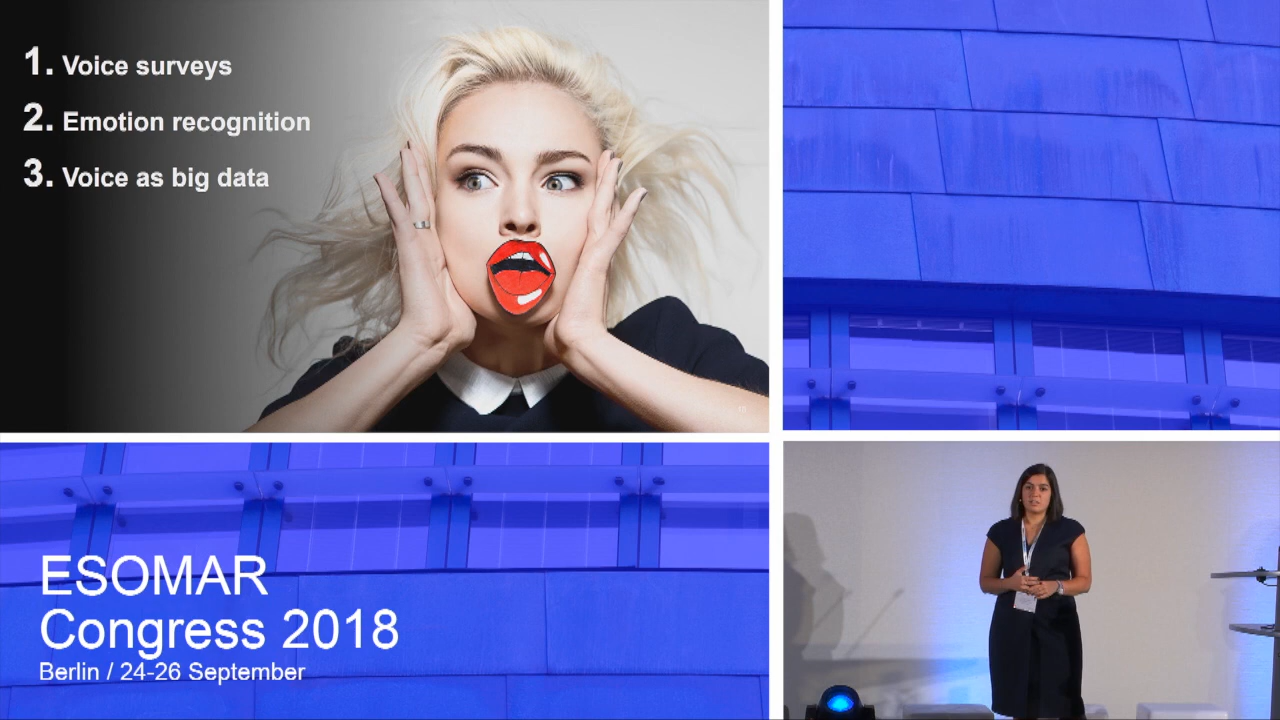 1. Voice surveys
2. Emotion recognition
3. Voice as big data
ESOMAR
Congress 2018
Berlin / 24-26 September